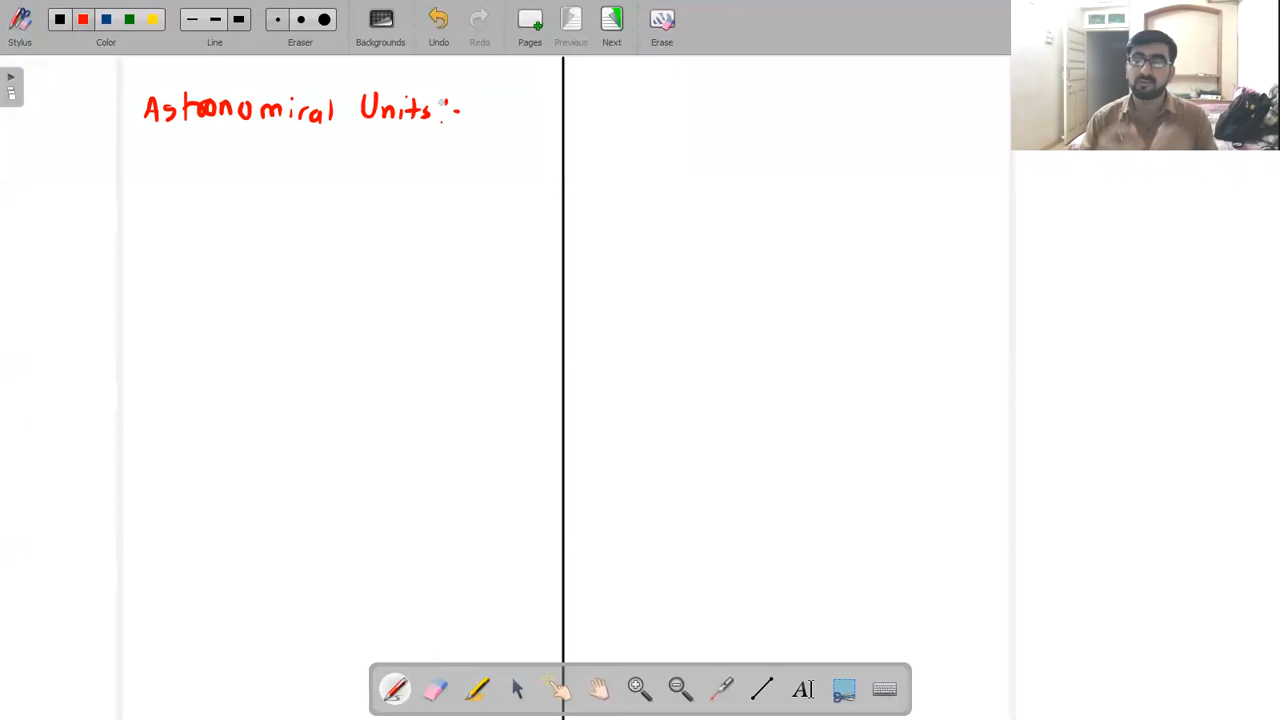 Stylus
Color
Line
Eraser
Backgrounds
Undo
Redo
Pages
Previous
Next
Erase
Astronomical Units :-